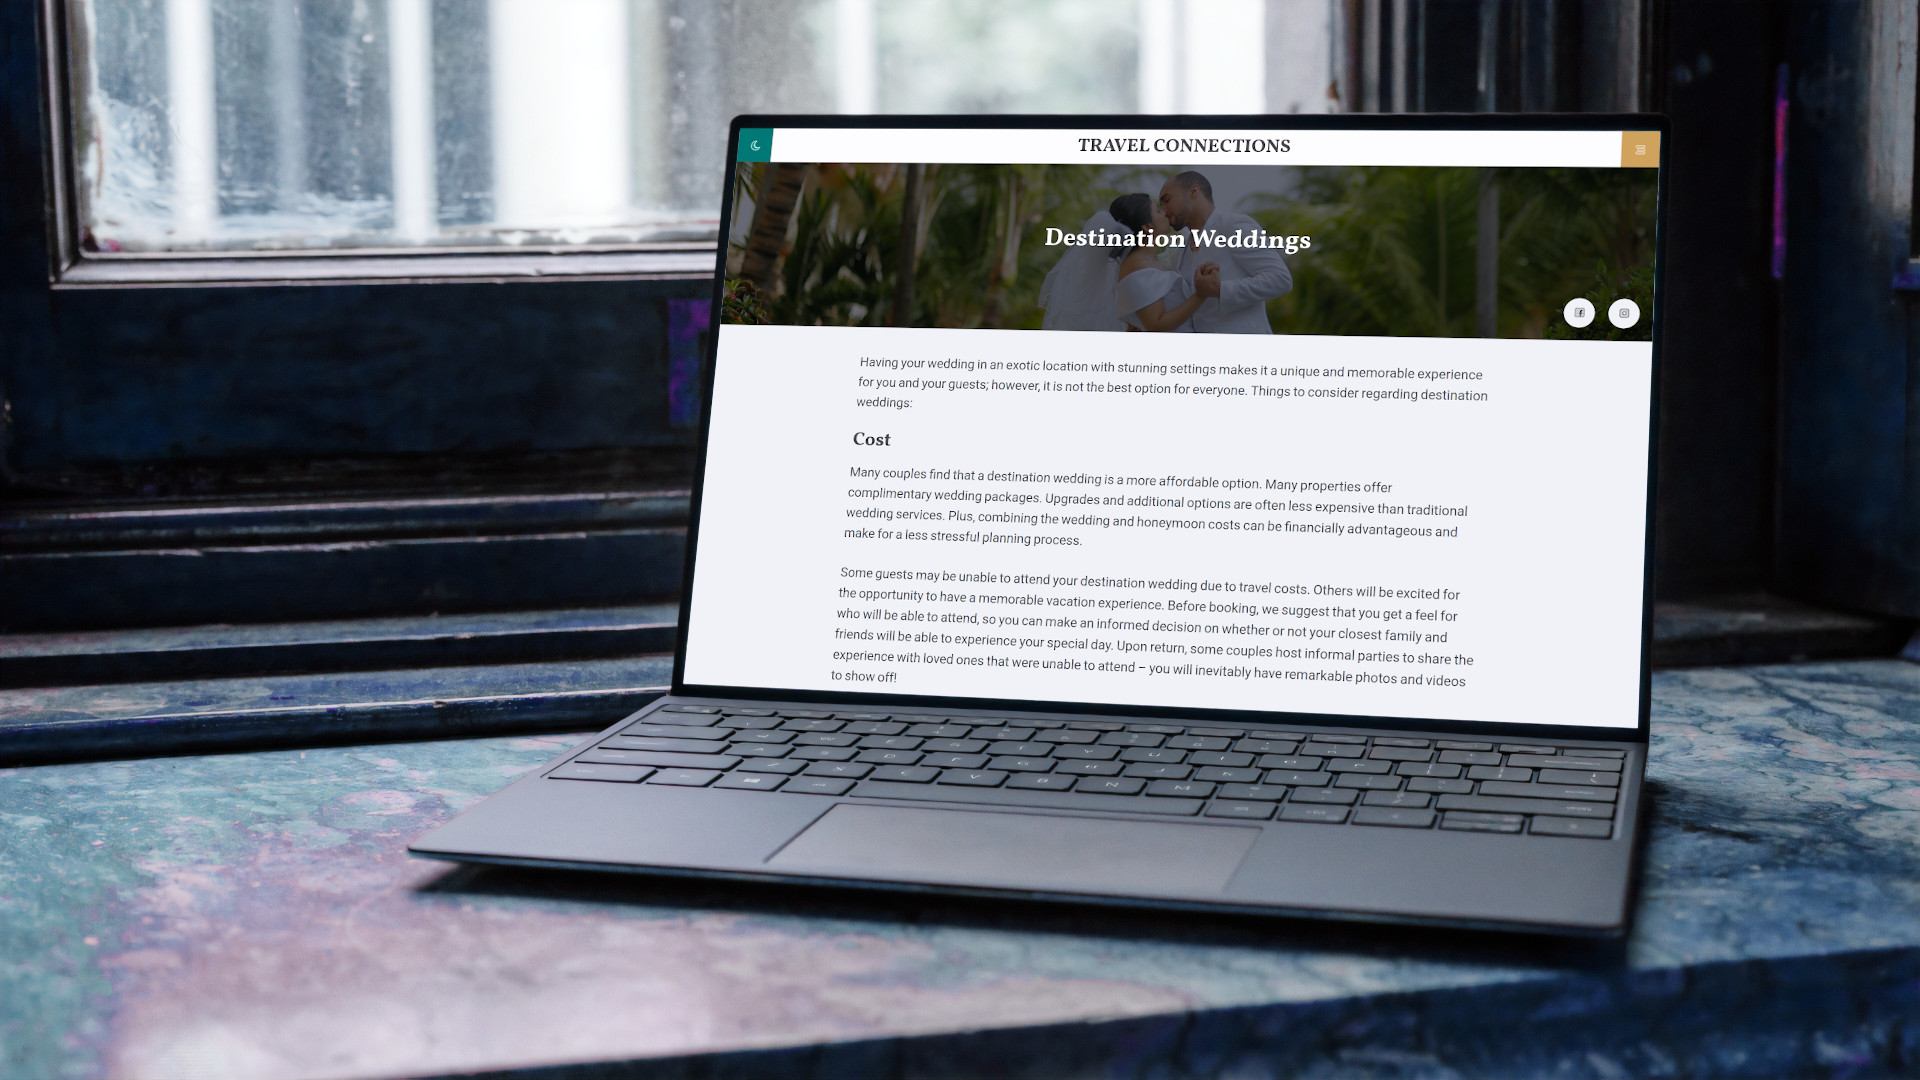 TRAVEL CONNECTIONS
Destination Weddings
Having your wedding in an exotic location with stunning settings makes it a unique and memorable experience
for you and your guests; however, it is not the best option for everyone. Things to consider regarding destination
weddings:
Cost
Many couples find that a destination wedding is a more affordable option. Many properties offer
complimentary wedding packages. Upgrades and additional options are often less expensive than traditional
wedding services. Plus, combining the wedding and honeymoon costs can be financially advantageous and
make for a less stressful planning process.
Some guests may be unable to attend your destination wedding due to travel costs. Others will be excited for
the opportunity to have a memorable vacation experience. Before booking, we suggest that you get a feel for
who will be able to attend, so you can make an informed decision on whether or not your closest family and
friends will be able to experience your special day. Upon return, some couples host informal parties to share the
experience with loved ones that were unable to attend – you will inevitably have remarkable photos and videos
to show off!